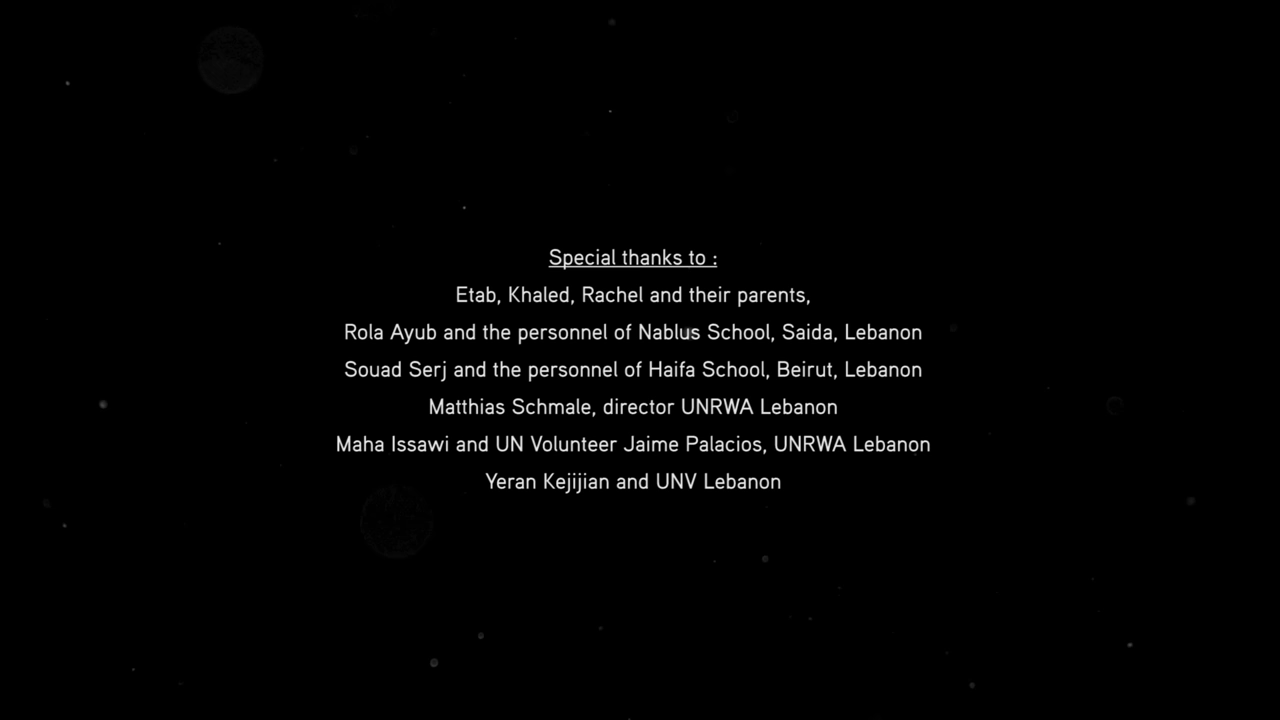 Special thanks to :
Etab, Khaled, Rachel and their parents,
Rola Ayub and the personnel of Nablus School, Saida, Lebanon
Souad Serj and the personnel of Haifa School, Beirut, Lebanon
Matthias Schmale, director UNRWA Lebanon
Maha Issawi and UN Volunteer Jaime Palacios, UNRWA Lebanon
Yeran Kejijian and UNV Lebanon